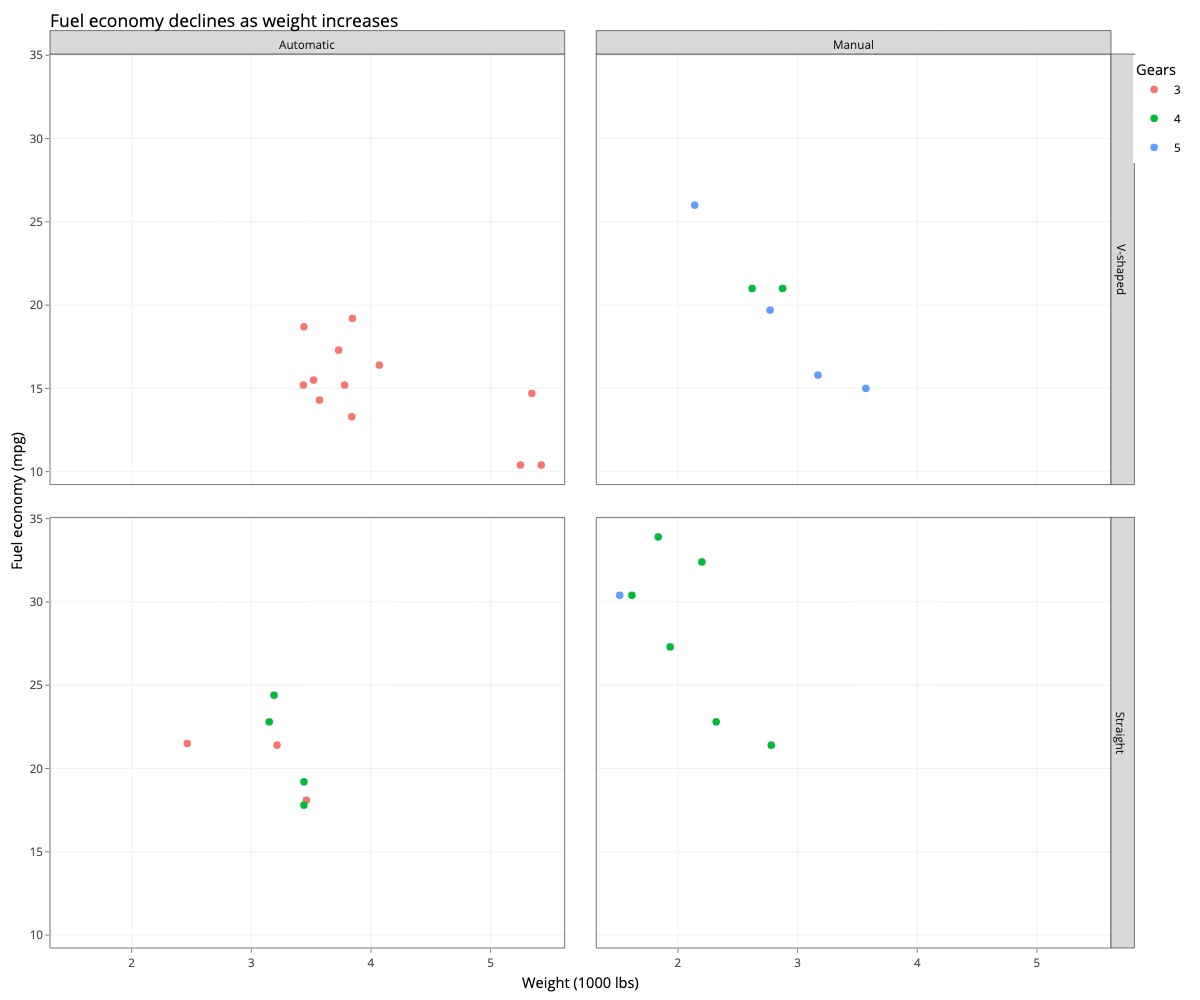 Fuel economy declines as weight increases
Automatic
Manual
Gears
3
4
5
35
30
25
20
15
10
V-shaped
Fuel economy (mpg)
35
30
25
20
15
10
Straight
2
3
4
5
2
3
4
5
Weight (1000 lbs)